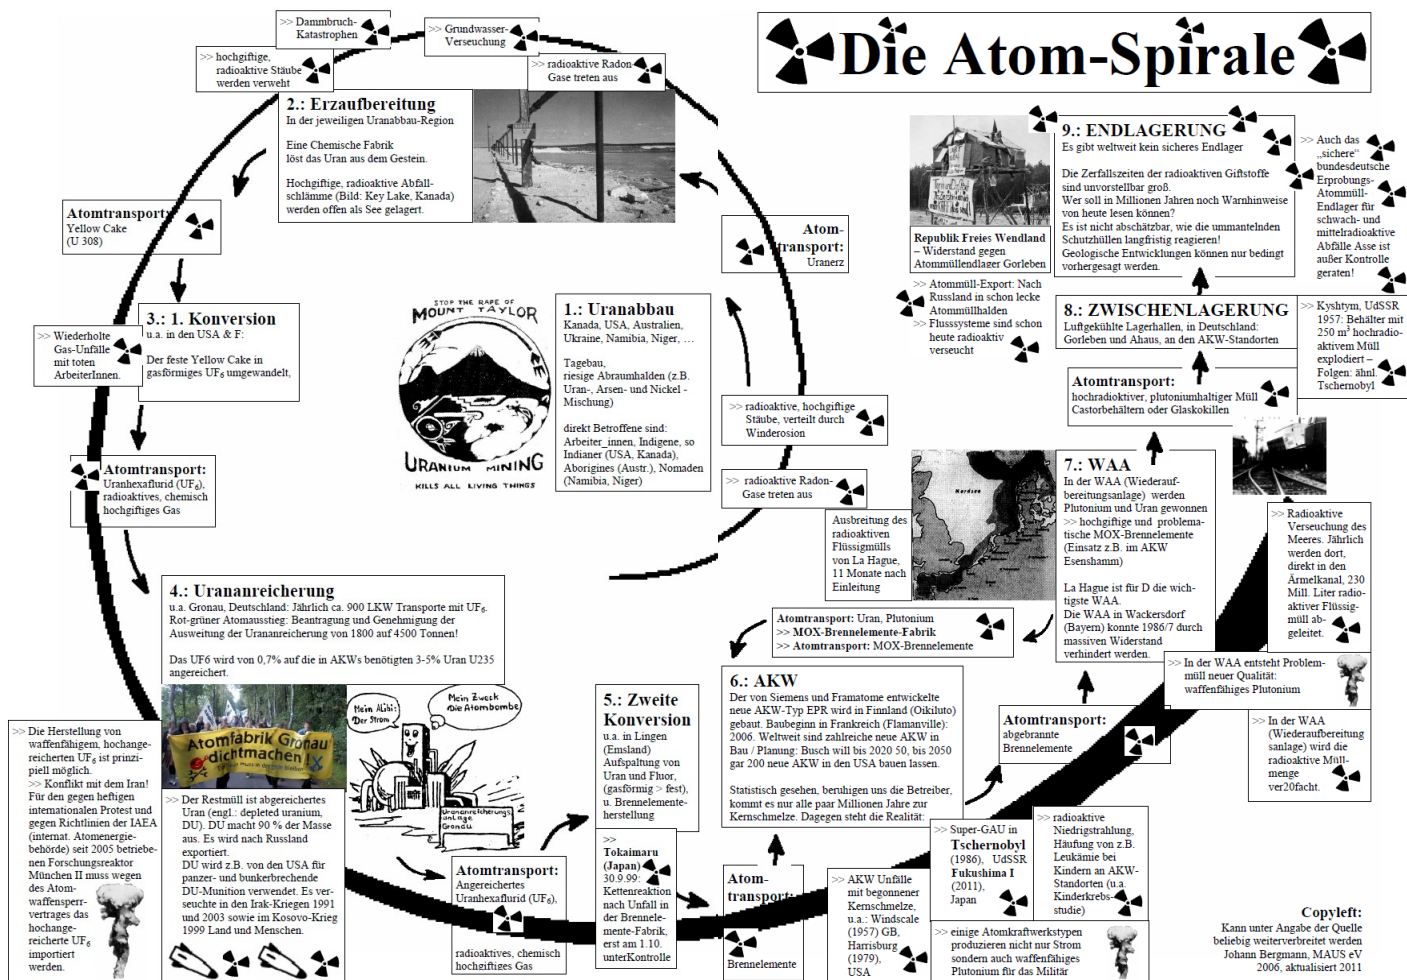 Die Atom-Spirale
>> Dammbruch-
Katastrophen
>> Grundwasser-
Verseuchung
>> hochgiftige,
radioaktive Stäube
werden verweht
>> radioaktive Radon-
Gase treten aus
2.: Erzaufbereitung
In der jeweiligen Uranabbau-Region
Eine Chemische Fabrik
löst das Uran aus dem Gestein.
Hochgiftige, radioaktive Abfall-
schlämme (Bild: Key Lake, Kanada)
werden offen als See gelagert.
Atomtransport:
Yellow Cake
(U 308)
Atom-
transport:
Uranerz
3.: 1. Konversion
u.a. in den USA & F:
Der feste Yellow Cake in
gasförmiges UF6 umgewandelt,
>> Wiederholte
Gas-Unfälle
mit toten
ArbeiterInnen.
STOP THE RAPE OF
MOUNT TAYLOR
URANIUM MINING
KILLS ALL LIVING THINGS
1.: Uranabbau
Kanada, USA, Australien,
Ukraine, Namibia, Niger, …
Tagebau,
riesige Abraumhalden (z.B.
Uran-, Arsen- und Nickel -
Mischung)
direkt Betroffene sind:
Arbeiter_innen, Indigene, so
Indianer (USA, Kanada),
Aborigines (Austr.), Nomaden
(Namibia, Niger)
>> radioaktive, hochgiftige
Stäube, verteilt durch
Winderosion
>> radioaktive Radon-
Gase treten aus
Atomtransport:
Uranhexaflurid (UF6),
radioaktives, chemisch
hochgiftiges Gas
4.: Urananreicherung
u.a. Gronau, Deutschland: Jährlich ca. 900 LKW Transporte mit UF6.
Rot-grüner Atomausstieg: Beantragung und Genehmigung der
Ausweitung der Urananreicherung von 1800 auf 4500 Tonnen!
Das UF6 wird von 0,7% auf die in AKWs benötigten 3-5% Uran U235
angereichert.
Atomfabrik Gronau
dichtmachen!
Mein Alibi:
Der Strom
Mein Zweck
Die Atombombe
Urananreicherungs
anlage
Gronau
>> Die Herstellung von
waffenfähigem, hochange-
reicherten UF6 ist prinzi-
piell möglich.
>> Konflikt mit dem Iran!
Für den gegen heftigen
internationalen Protest und
gegen Richtlinien der IAEA
(internat. Atomenergie-
behörde) seit 2005 betriebe-
nen Forschungsreaktor
München II muss wegen
des Atom-
waffensperr-
vertrages das
hochange-
reicherte UF6
importiert
werden.
>> Der Restmüll ist abgereichertes
Uran (engl.: depleted uranium,
DU). DU macht 90 % der Masse
aus. Es wird nach Russland
exportiert.
DU wird z.B. von den USA für
panzer- und bunkerbrechende
DU-Munition verwendet. Es ver-
seuchte in den Irak-Kriegen 1991
und 2003 sowie im Kosovo-Krieg
1999 Land und Menschen.
Atomtransport:
Angereichertes
Uranhexaflurid (UF6),
radioaktives, chemisch
hochgiftiges Gas
5.: Zweite
Konversion
u.a. in Lingen
(Emsland)
Aufspaltung von
Uran und Fluor,
(gasförmig > fest),
u. Brennelemente-
herstellung
>>
Tokaimaru
(Japan)
30.9.99:
Kettenreaktion
nach Unfall in
der Brennele-
mente-Fabrik,
erst am 1.10.
unterKontrolle
Atom-
transport:
Brennelemente
6.: AKW
Der von Siemens und Framatome entwickelte
neue AKW-Typ EPR wird in Finnland (Oikiluto)
gebaut. Baubeginn in Frankreich (Flamanville):
2006. Weltweit sind zahlreiche neue AKW in
Bau / Planung: Busch will bis 2020 50, bis 2050
gar 200 neue AKW in den USA bauen lassen.
Statistisch gesehen, beruhigen uns die Betreiber,
kommt es nur alle paar Millionen Jahre zur
Kernschmelze. Dagegen steht die Realität:
>> AKW Unfälle
mit begonnener
Kernschmelze,
u.a.: Windscale
(1957) GB,
Harrisburg
(1979),
USA
>> Super-GAU in
Tschernobyl
(1986), UdSSR
Fukushima I
(2011),
Japan
>> radioaktive
Niedrigstrahlung,
Häufung von z.B.
Leukämie bei
Kindern an AKW-
Standorten (u.a.
Kinderkrebs-
studie)
>> einige Atomkraftwerkstypen
produzieren nicht nur Strom
sondern auch waffenfähiges
Plutonium für das Militär
Atomtransport:
abgebrannte
Brennelemente
Atomtransport: Uran, Plutonium
>> MOX-Brennelemente-Fabrik
>> Atomtransport: MOX-Brennelemente
Ausbreitung des
radioaktiven
Flüssigmülls
von La Hague,
11 Monate nach
Einleitung
Nordsee
7.: WAA
In der WAA (Wiederauf-
bereitungsanlage) werden
Plutonium und Uran gewonnen
>> hochgiftige und problema-
tische MOX-Brennelemente
(Einsatz z.B. im AKW
Esenshamm)
La Hague ist für D die wich-
tigste WAA.
Die WAA in Wackersdorf
(Bayern) konnte 1986/7 durch
massiven Widerstand
verhindert werden.
>> Radioaktive
Verseuchung des
Meeres. Jährlich
werden dort,
direkt in den
Ärmelkanal, 230
Mill. Liter radio-
aktiver Flüssig-
müll ab-
geleitet.
>> In der WAA entsteht Problem-
müll neuer Qualität:
waffenfähiges Plutonium
>> In der WAA
(Wiederaufbereitung
sanlage) wird die
radioaktive Müll-
menge
ver20facht.
Atomtransport:
hochradioktiver, plutoniumhaltiger Müll
Castorbehältern oder Glaskokillen
8.: ZWISCHENLAGERUNG
Luftgekühlte Lagerhallen, in Deutschland:
Gorleben und Ahaus, an den AKW-Standorten
>> Kyshtym, UdSSR
1957: Behälter mit
250 m³ hochradio-
aktivem Müll
explodiert –
Folgen: ähnl.
Tschernobyl
9.: ENDLAGERUNG
Es gibt weltweit kein sicheres Endlager
Die Zerfallszeiten der radioaktiven Giftstoffe
sind unvorstellbar groß.
Wer soll in Millionen Jahren noch Warnhinweise
von heute lesen können?
Es ist nicht abschätzbar, wie die ummantelnden
Schutzhüllen langfristig reagieren!
Geologische Entwicklungen können nur bedingt
vorhergesagt werden.
>> Auch das
„sichere"
bundesdeutsche
Erprobungs-
Atommüll-
Endlager für
schwach- und
mittelradioaktive
Abfälle Asse ist
außer Kontrolle
geraten!
Republik Freies Wendland
– Widerstand gegen
Atommüllendlager Gorleben
>> Atommüll-Export: Nach
Russland in schon lecke
Atommüllhalden
>> Flusssysteme sind schon
heute radioaktiv
verseucht
Copyleft:
Kann unter Angabe der Quelle
beliebig weiterverbreitet werden
Johann Bergmann, MAUS eV
2006, aktualisiert 2011